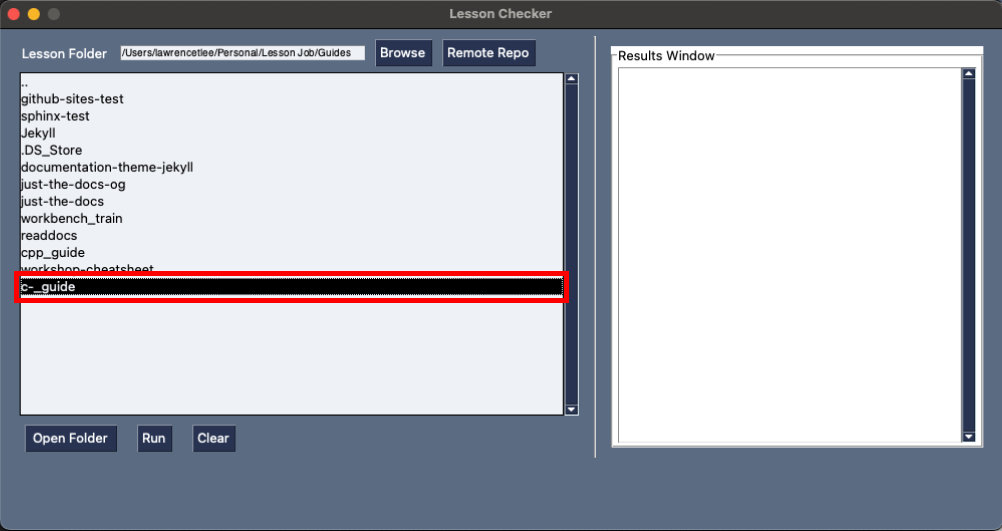 Lesson Checker
Lesson Folder /Users/lawrencetlee/Personal/Lesson Job/Guides Browse Remote Repo
..
github-sites-test
sphinx-test
Jekyll
.DS_Store
documentation-theme-jekyll
just-the-docs-og
just-the-docs
workbench_train
readdocs
cpp_guide
workshop-cheatsheet
c-_guide
Open Folder Run Clear
Results Window